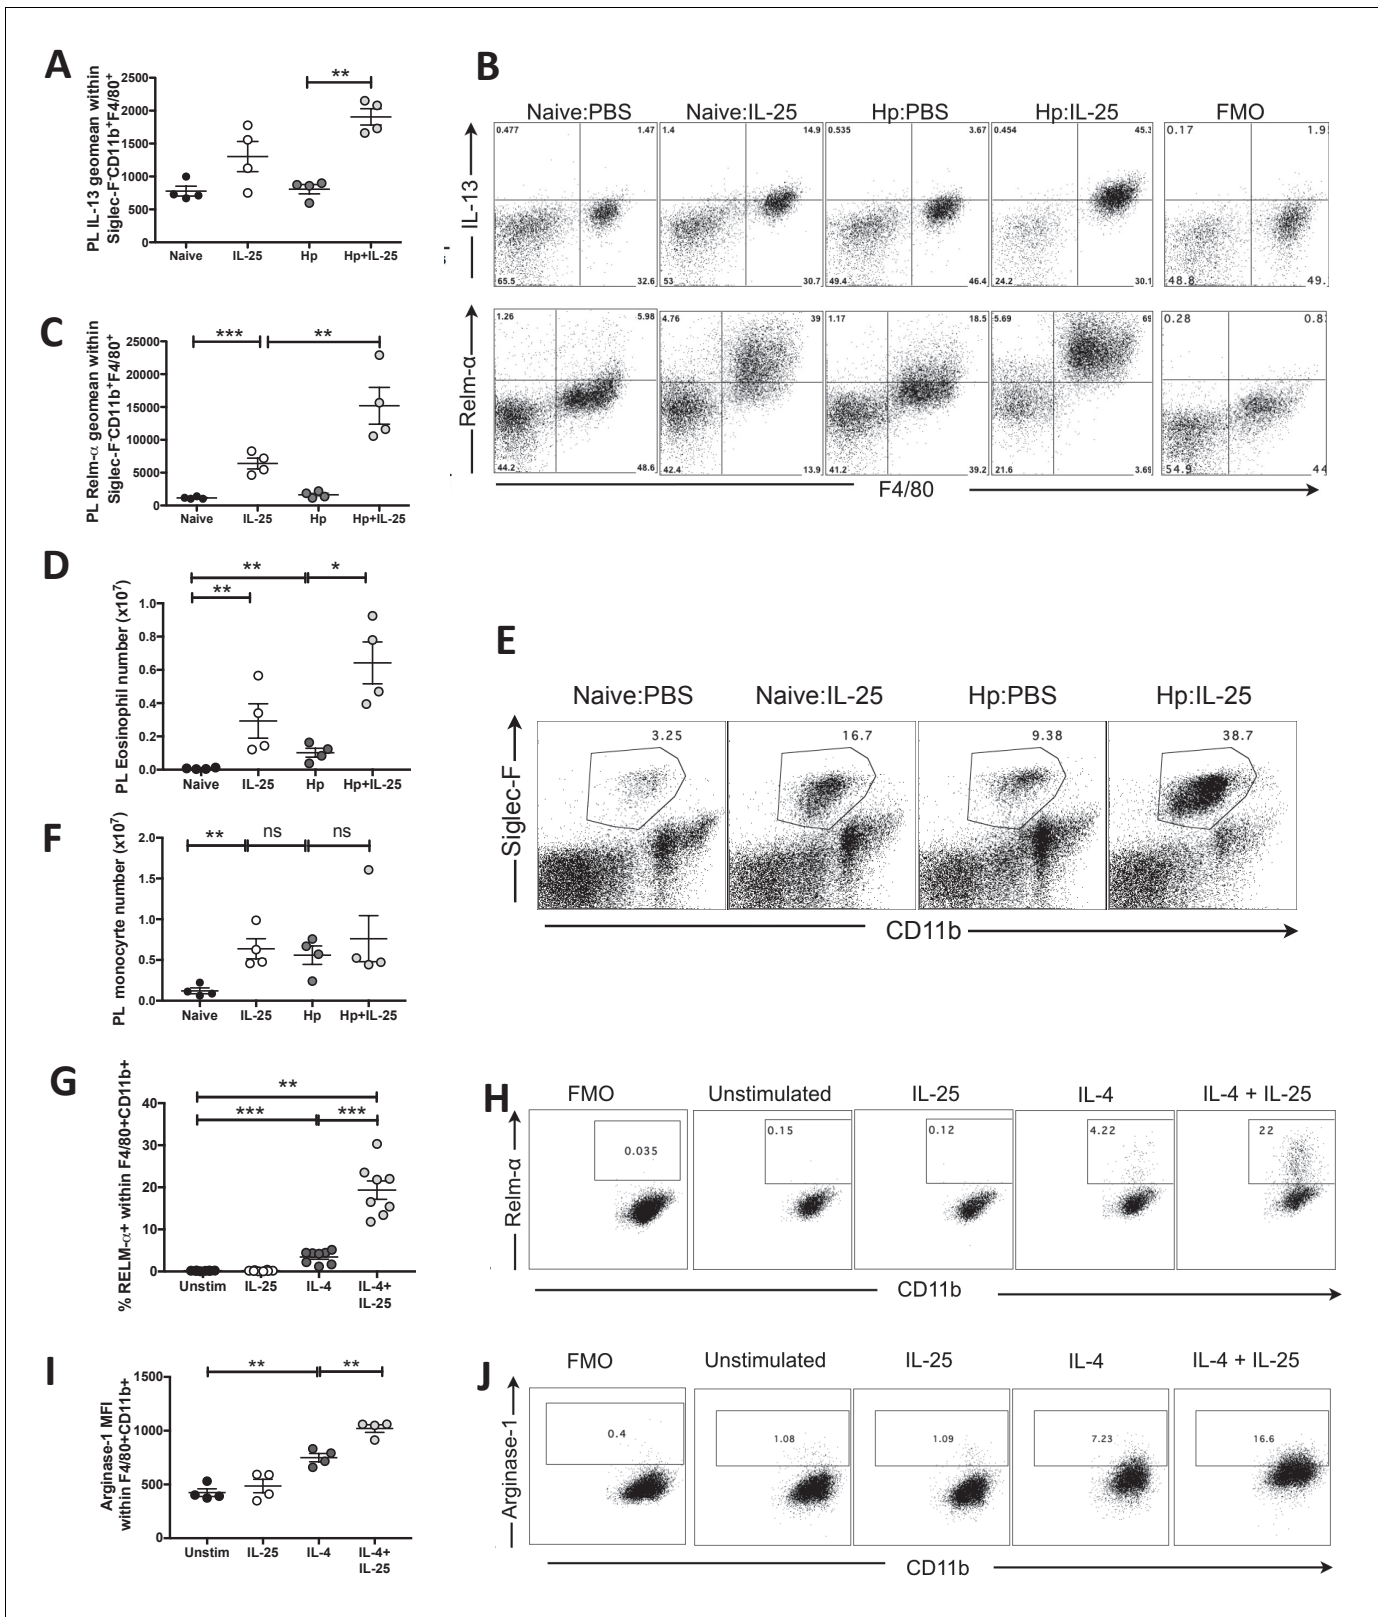 A
PL IL-13 geomean within
Siglec-F-CD11b+F4/80+
2500
2000
1500
1000
500
0
**
Naive IL-25 Hp Hp+IL-25
B
Naive:PBS Naive:IL-25 Hp:PBS Hp:IL-25 FMO
IL-13
0.477 1.47 1.4 14.9 0.535 3.67 0.454 45.3 0.17
65.5 32.6 53 30.7 49.4 46.4 24.2 30.1 48.8 49.
Relm-α
1.26 5.98 4.76 39 1.17 18.5 5.69 69 0.28
44.2 48.6 42.4 13.9 41.2 39.2 21.6 3.69 54.9 44
F4/80
C
PL Relm-α geomean within
Siglec-F-CD11b+F4/80+
25000
20000
15000
10000
5000
0
*** **
Naive IL-25 Hp Hp+IL-25
D
PL Eosinophil number (x10⁷)
** *
**
1.0
0.8
0.6
0.4
0.2
0.0
Naive IL-25 Hp Hp+IL-25
E
Naive:PBS Naive:IL-25 Hp:PBS Hp:IL-25
Siglec-F
3.25 16.7 9.38 38.7
CD11b
F
PL monocyrte number (x10⁷)
2.0
1.5
1.0
0.5
0.0
** ns ns
Naive IL-25 Hp Hp+IL-25
G
% RELM-α+ within F4/80+CD11b+
**
*** ***
40
30
20
10
0
Unstim IL-25 IL-4 IL-4+
IL-25
H
FMO Unstimulated IL-25 IL-4 IL-4 + IL-25
Relm-α
0.035 0.15 0.12 4.22 22
CD11b
I
Arginase-1 MFI
within F4/80+CD11b+
** **
1500
1000
500
0
Unstim IL-25 IL-4 IL-4+
IL-25
J
FMO Unstimulated IL-25 IL-4 IL-4 + IL-25
Arginase-1
0.4 1.08 1.09 7.23 16.6
CD11b